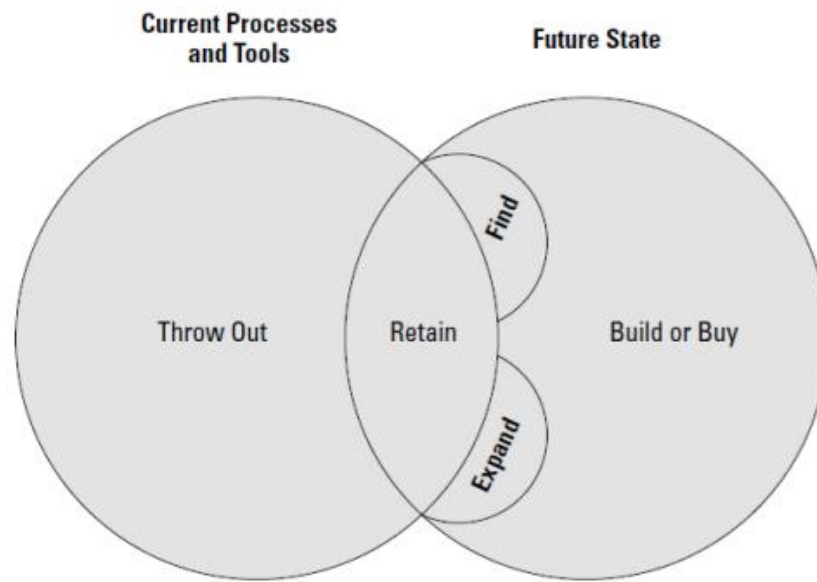 Current Processes
and Tools
Future State
Find
Throw Out
Retain
Build or Buy
Expand